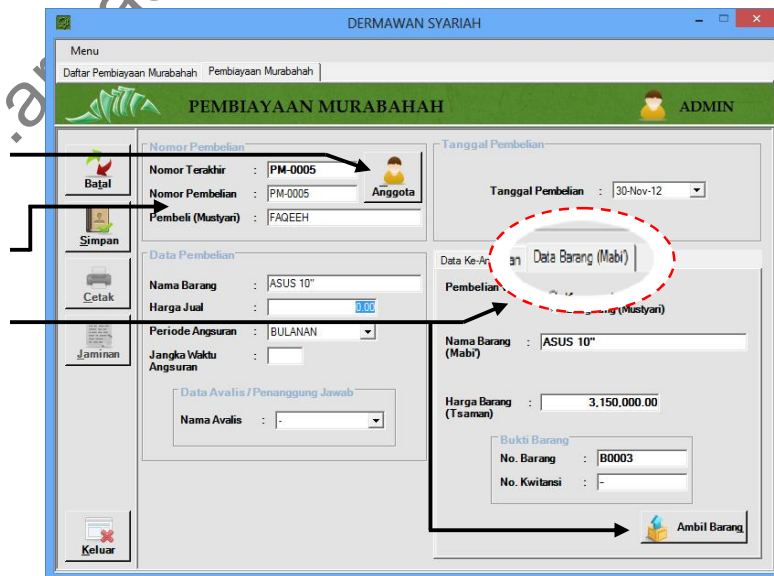 DERMAWAN SYARIAH
Menu
Daftar Pembiayaan Murabahah Pembiayaan Murabahah
PEMBIAYAAN MURABAHAH ADMIN
Batal
Simpan
Cetak
Jaminan
Keluar
Nomor Pembelian
Nomor Terakhir : PM-0005
Nomor Pembelian : PM-0005
Pembeli (Mustyari) : FAQEEH
Anggota
Tanggal Pembelian
Tanggal Pembelian : 30-Nov-12
Data Pembelian
Nama Barang : ASUS 10"
Harga Jual : 0.00
Periode Angsuran : BULANAN
Jangka Waktu :
Angsuran
Data Avalis / Penanggung Jawab
Nama Avalis : -
Data Barang (Mabi')
Pembelian
(Mustyari)
Nama Barang : ASUS 10"
(Mabi')
Harga Barang : 3,150,000.00
(Tsaman)
Bukti Barang
No. Barang : B0003
No. Kwitansi : -
Ambil Barang